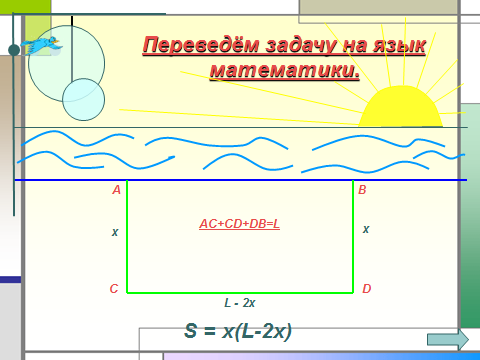 Переведём задачу на язык
математики.
A
B
AC+CD+DB=L
x
x
C
D
L - 2x
S = x(L-2x)